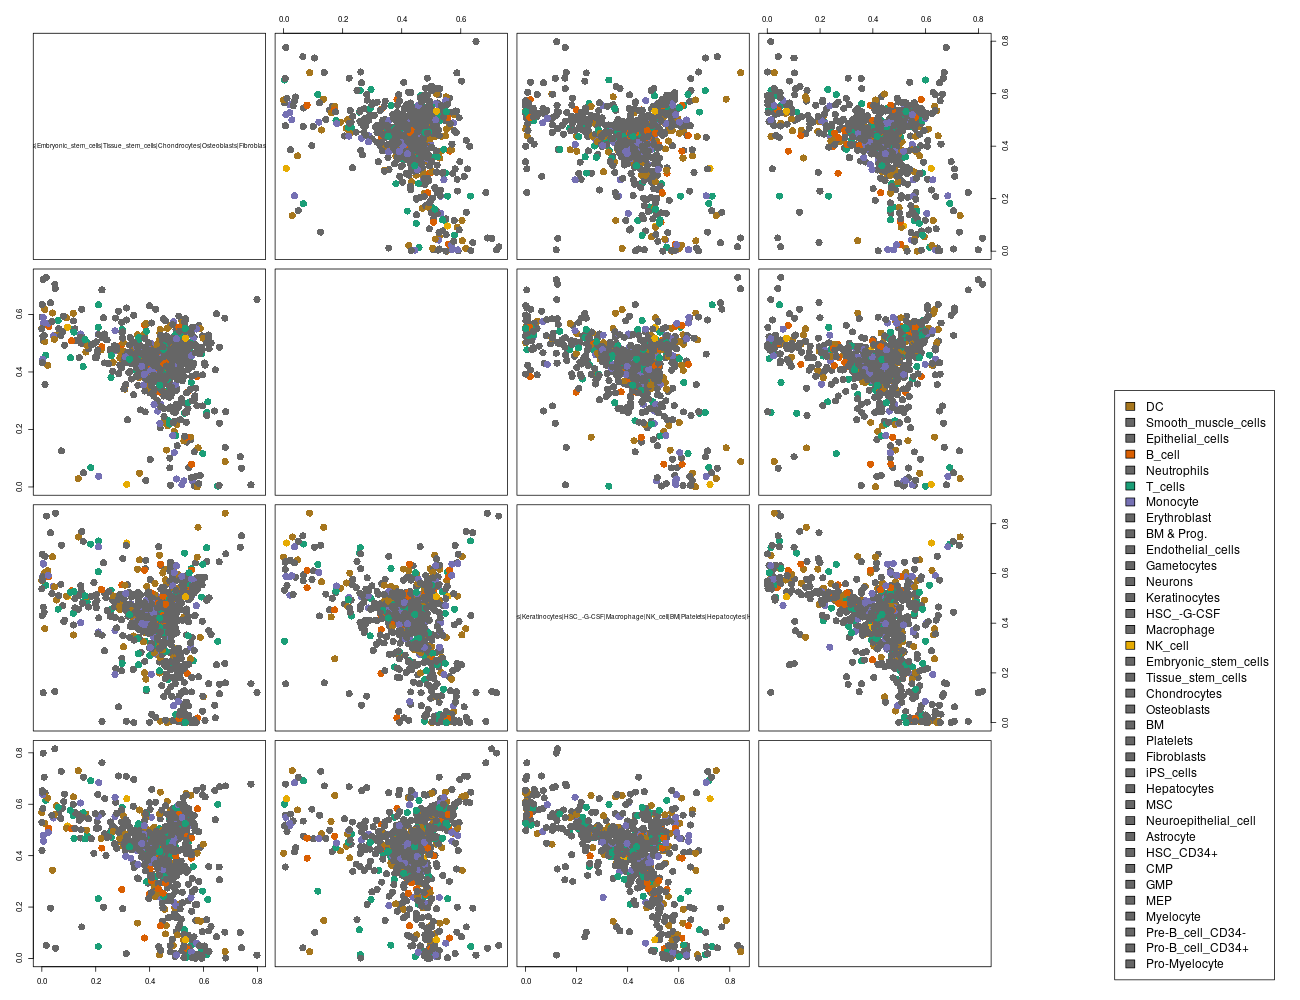 0.0 0.2 0.4 0.6
0.0 0.2 0.4 0.6 0.8
0.0 0.2 0.4 0.6 0.8
Embryonic_stem_cells|Tissue_stem_cells|Chondrocytes|Osteoblasts|Fibroblas
0.0 0.2 0.4 0.6
|Keratinocytes|HSC_-G-CSF|Macrophage|NK_cell|BM|Platelets|Hepatocytes|
0.0 0.2 0.4 0.6 0.8
0.0 0.2 0.4 0.6 0.8
0.0 0.2 0.4 0.6 0.8
0.0 0.2 0.4 0.6 0.8
DC
Smooth_muscle_cells
Epithelial_cells
B_cell
Neutrophils
T_cells
Monocyte
Erythroblast
BM & Prog.
Endothelial_cells
Gametocytes
Neurons
Keratinocytes
HSC_-G-CSF
Macrophage
NK_cell
Embryonic_stem_cells
Tissue_stem_cells
Chondrocytes
Osteoblasts
BM
Platelets
Fibroblasts
iPS_cells
Hepatocytes
MSC
Neuroepithelial_cell
Astrocyte
HSC_CD34+
CMP
GMP
MEP
Myelocyte
Pre-B_cell_CD34-
Pro-B_cell_CD34+
Pro-Myelocyte